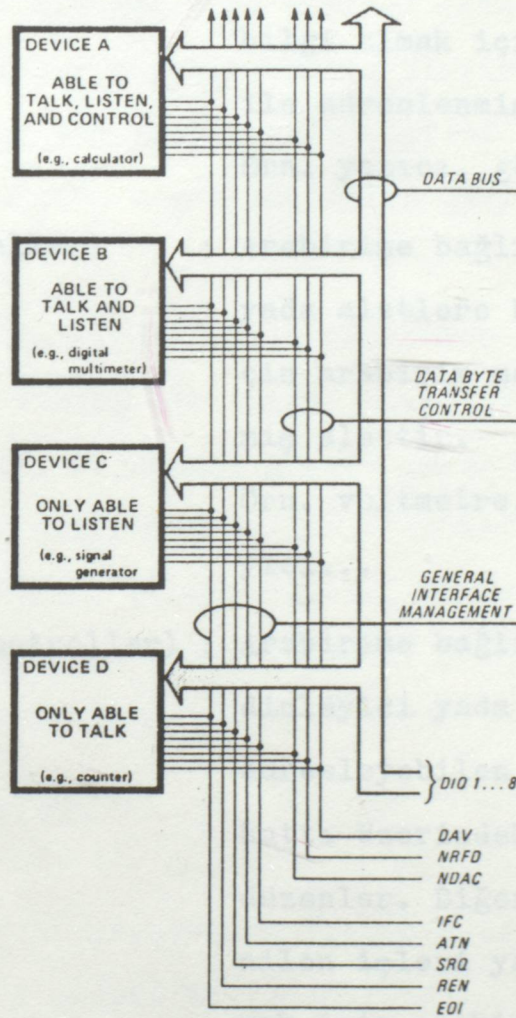 DEVICE A
ABLE TO
TALK, LISTEN,
AND CONTROL
(e.g., calculator)
DATA BUS
DEVICE B
ABLE TO
TALK AND
LISTEN
(e.g., digital
multimeter)
DATA BYTE
TRANSFER
CONTROL
DEVICE C
ONLY ABLE
TO LISTEN
(e.g., signal
generator
GENERAL
INTERFACE
MANAGEMENT
DEVICE D
ONLY ABLE
TO TALK
(e.g., counter)
DIO 1...8
DAV
NRFD
NDAC
IFC
ATN
SRQ
REN
EOI